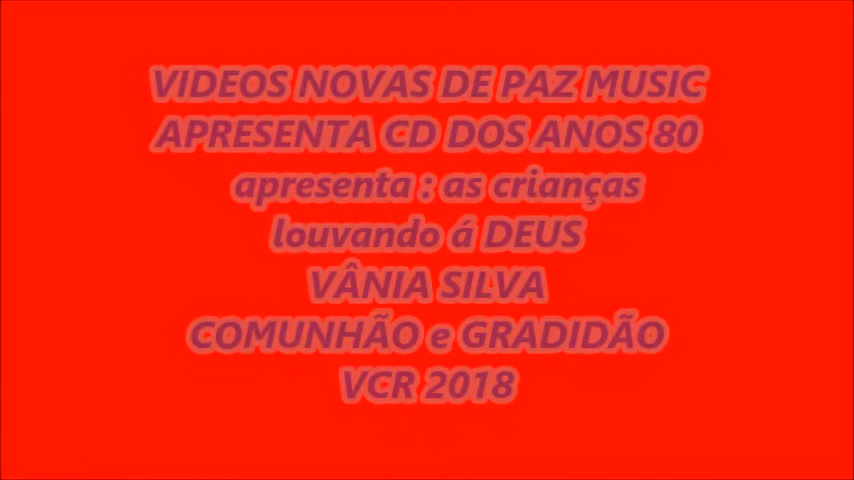 VIDEOS NOVAS DE PAZ MUSIC
APRESENTA CD DOS ANOS 80
apresenta : as crianças
louvando á DEUS
VÂNIA SILVA
COMUNHÃO e GRADIDÃO
VCR 2018